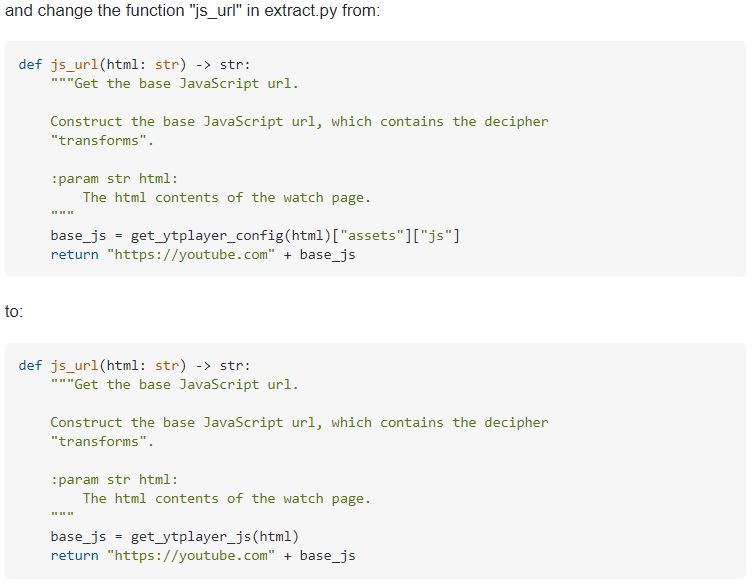 and change the function "js_url" in extract.py from:
def js_url(html: str) -> str:
    """Get the base JavaScript url.
    Construct the base JavaScript url, which contains the decipher
    "transforms".
    :param str html:
        The html contents of the watch page.
    """
    base_js = get_ytplayer_config(html)["assets"]["js"]
    return "https://youtube.com" + base_js
to:
def js_url(html: str) -> str:
    """Get the base JavaScript url.
    Construct the base JavaScript url, which contains the decipher
    "transforms".
    :param str html:
        The html contents of the watch page.
    """
    base_js = get_ytplayer_js(html)
    return "https://youtube.com" + base_js